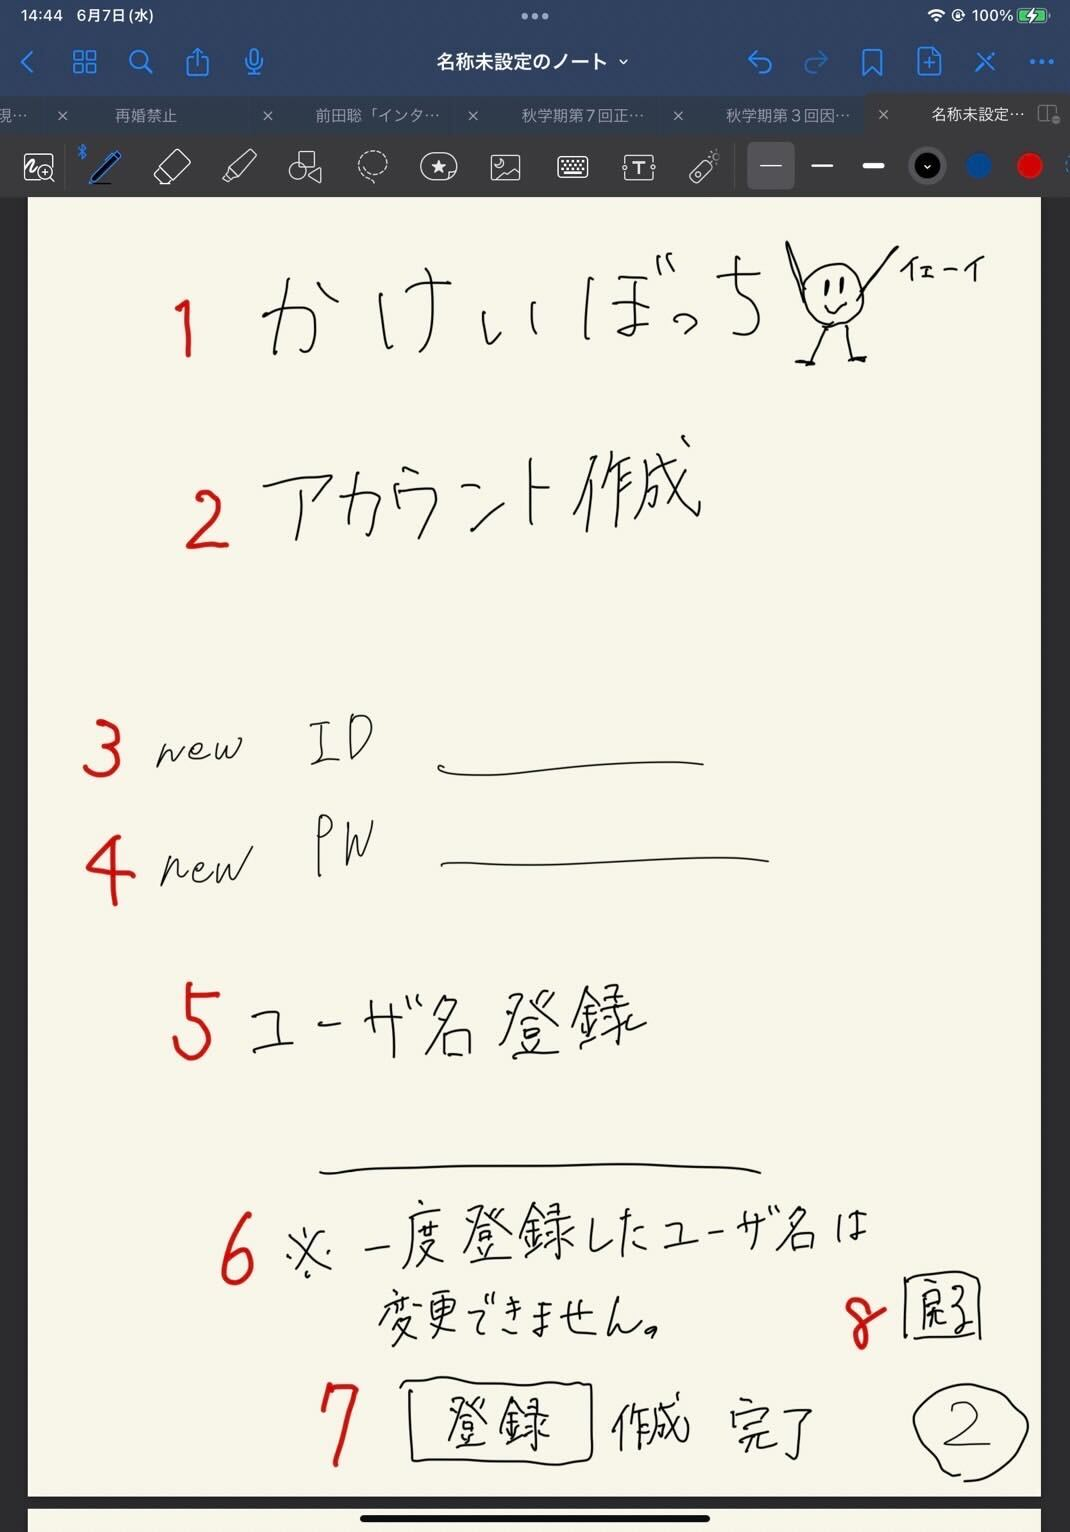 14:44 6月7日(水) 100%
名称未設定のノート
現… 再婚禁止 前田聡「インタ… 秋学期第7回正… 秋学期第3回因… 名称未設定…
1 かけいぼっち イエーイ
2 アカウント作成
3 new ID
4 new PW
5 ユーザ名登録
6 ※一度登録したユーザ名は
変更できません。
8 戻る
7 登録 作成完了
2